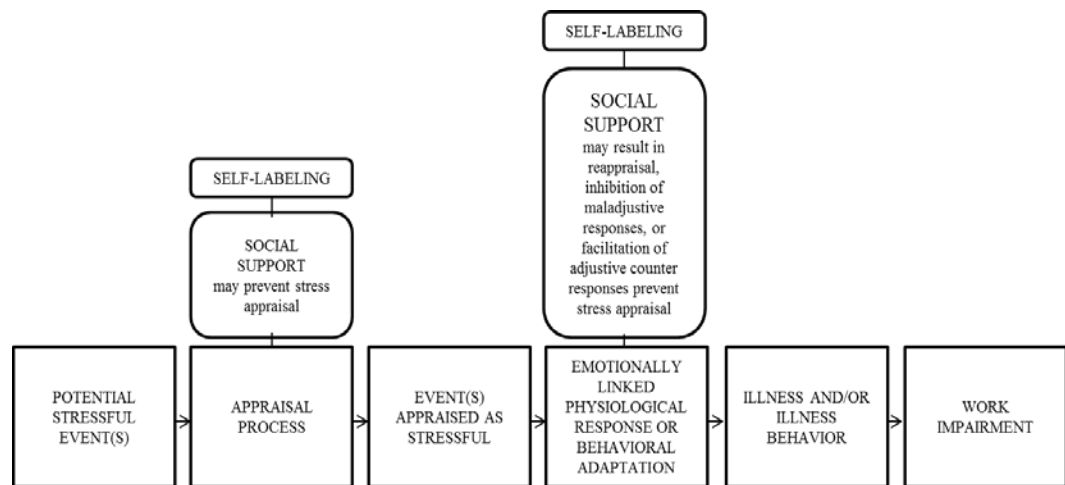 SELF-LABELING
SOCIAL
SUPPORT
may result in
reappraisal,
inhibition of
maladjustive
responses, or
facilitation of
adjustive counter
responses prevent
stress appraisal
SELF-LABELING
SOCIAL
SUPPORT
may prevent stress
appraisal
POTENTIAL
STRESSFUL
EVENT(S)
APPRAISAL
PROCESS
EVENT(S)
APPRAISED AS
STRESSFUL
EMOTIONALLY
LINKED
PHYSIOLOGICAL
RESPONSE OR
BEHAVIORAL
ADAPTATION
ILLNESS AND/OR
ILLNESS
BEHAVIOR
WORK
IMPAIRMENT